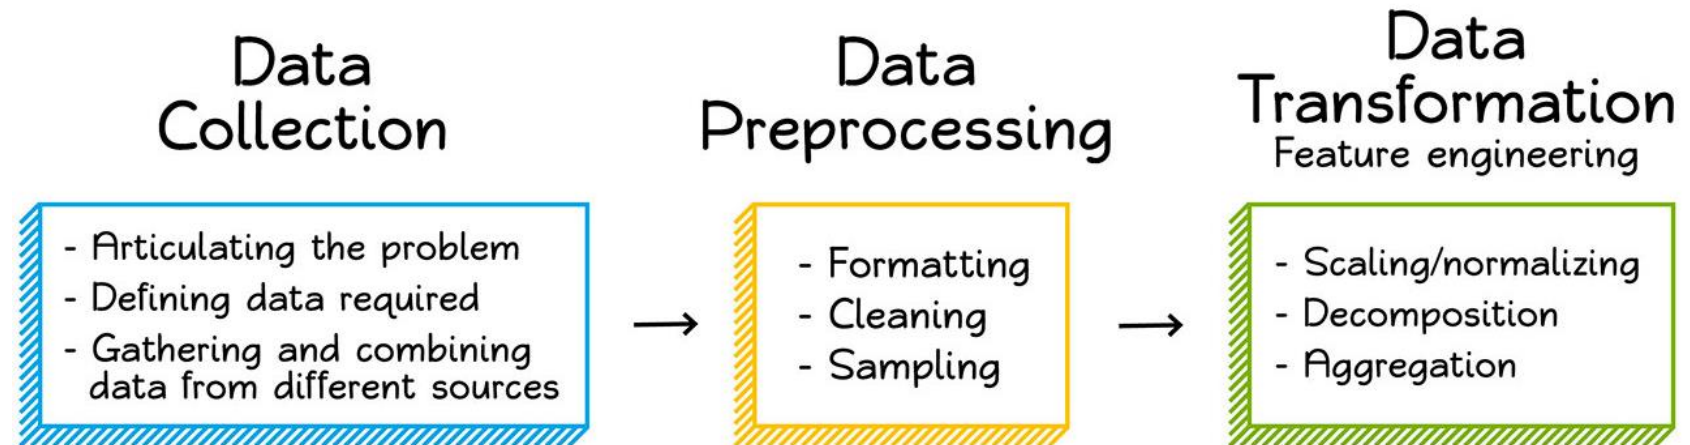 Data
Collection
- Articulating the problem
- Defining data required
- Gathering and combining
data from different sources
→
Data
Preprocessing
- Formatting
- Cleaning
- Sampling
→
Data
Transformation
Feature engineering
- Scaling/normalizing
- Decomposition
- Aggregation